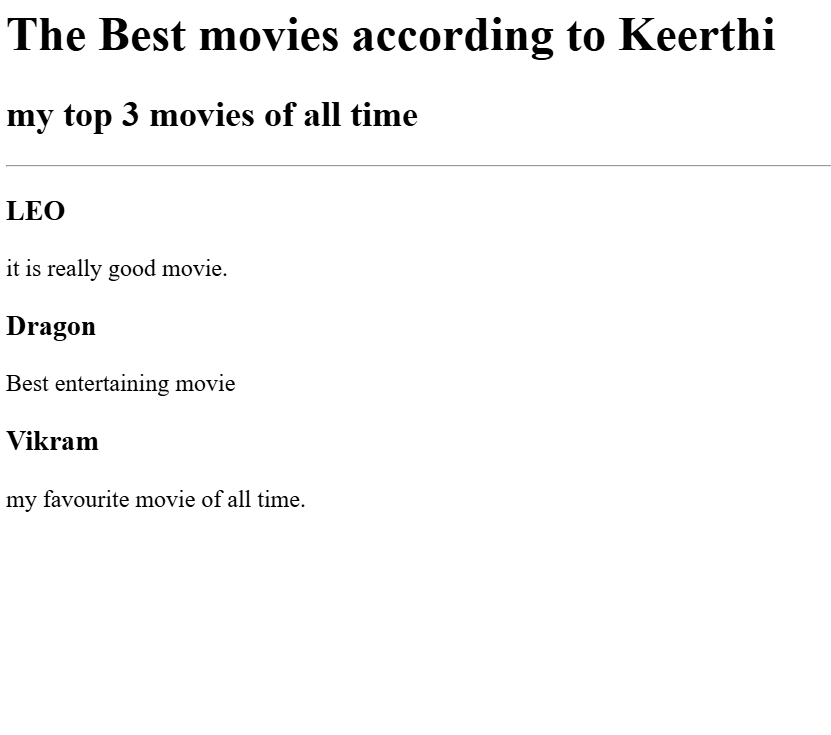 The Best movies according to Keerthi
my top 3 movies of all time
LEO
it is really good movie.
Dragon
Best entertaining movie
Vikram
my favourite movie of all time.